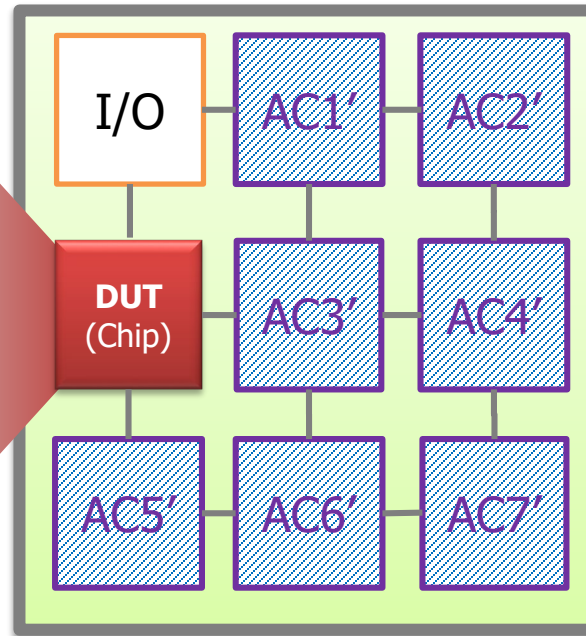 I/O
AC1′
AC2′
DUT
(Chip)
AC3′
AC4′
AC5′
AC6′
AC7′